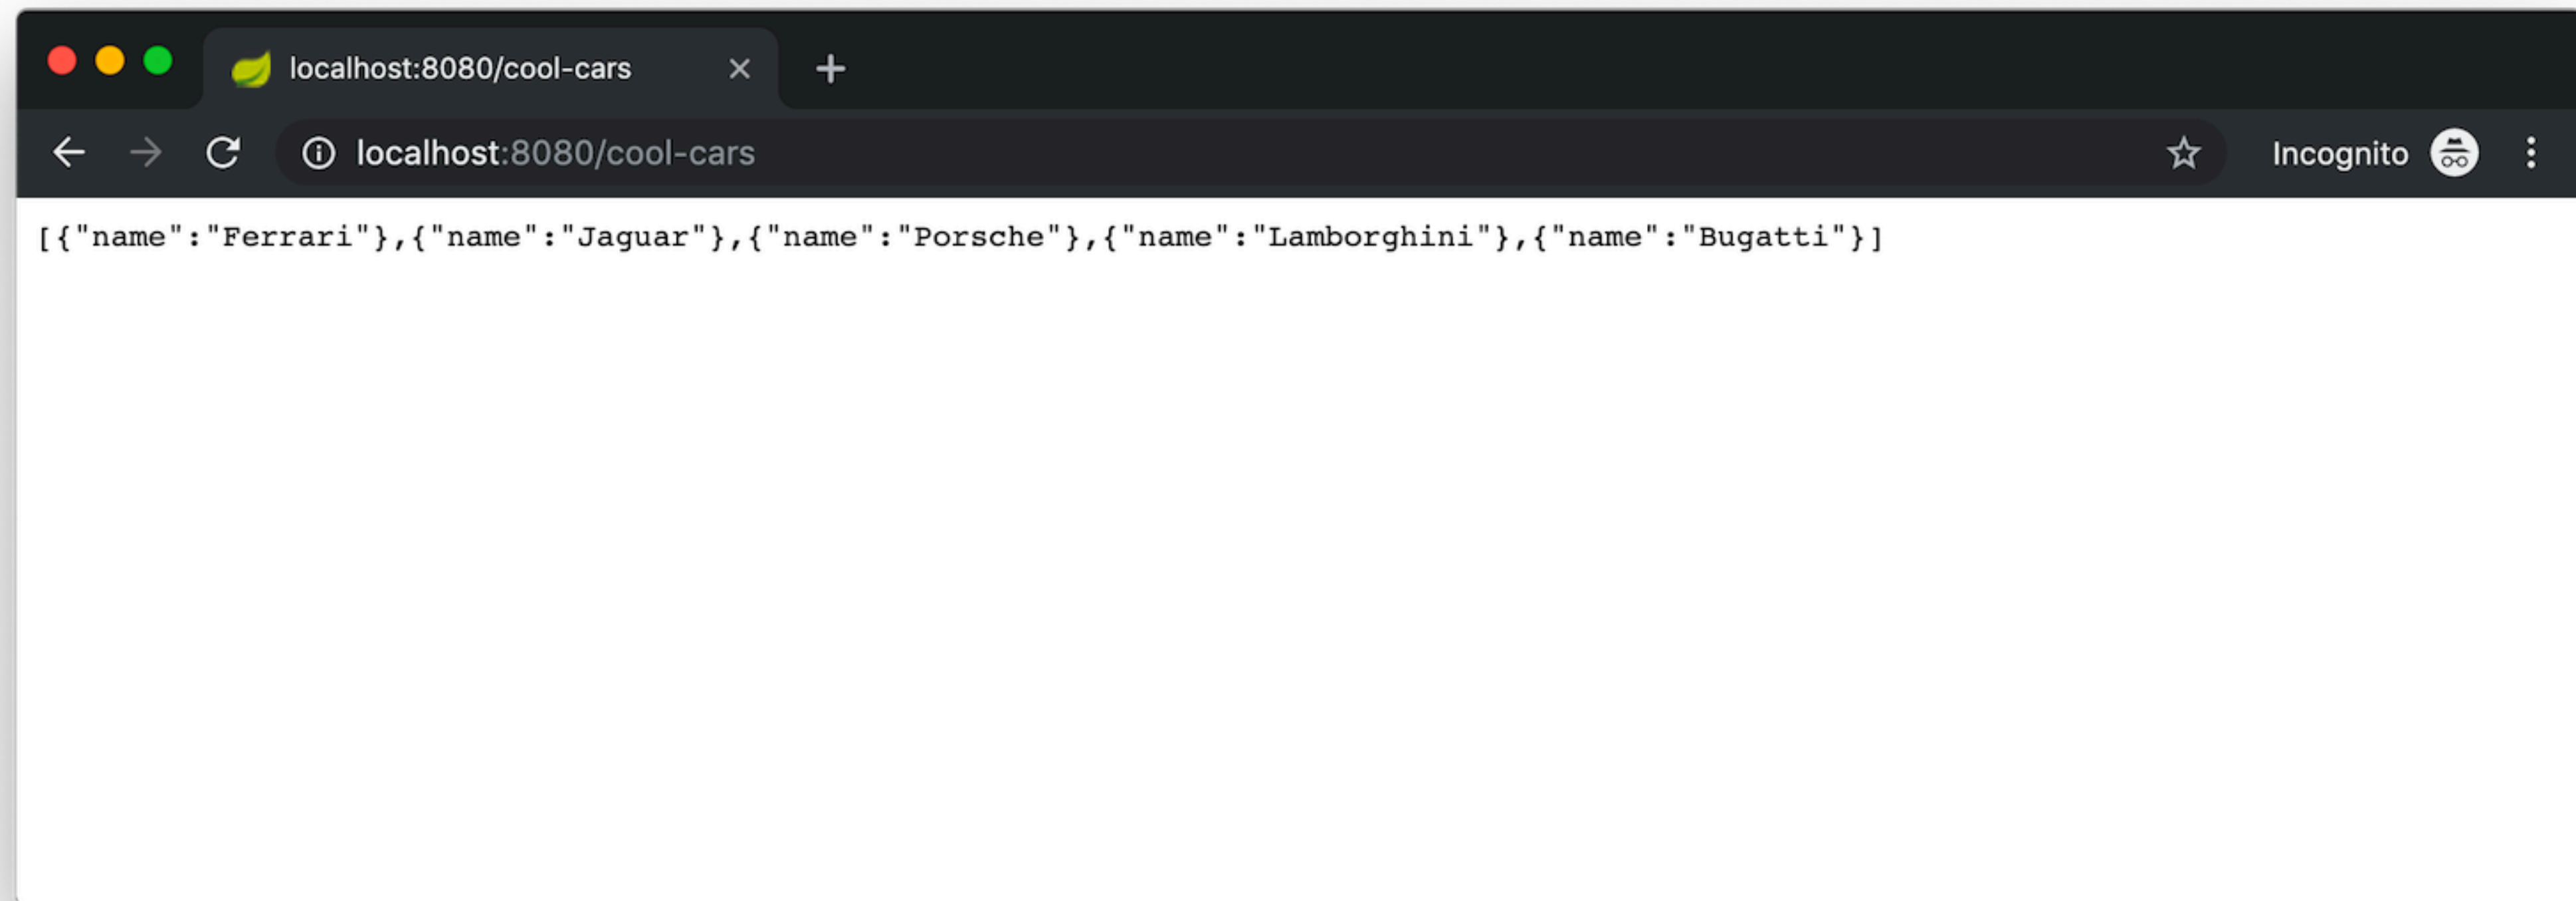 localhost:8080/cool-cars
localhost:8080/cool-cars Incognito
[{"name":"Ferrari"},{"name":"Jaguar"},{"name":"Porsche"},{"name":"Lamborghini"},{"name":"Bugatti"}]